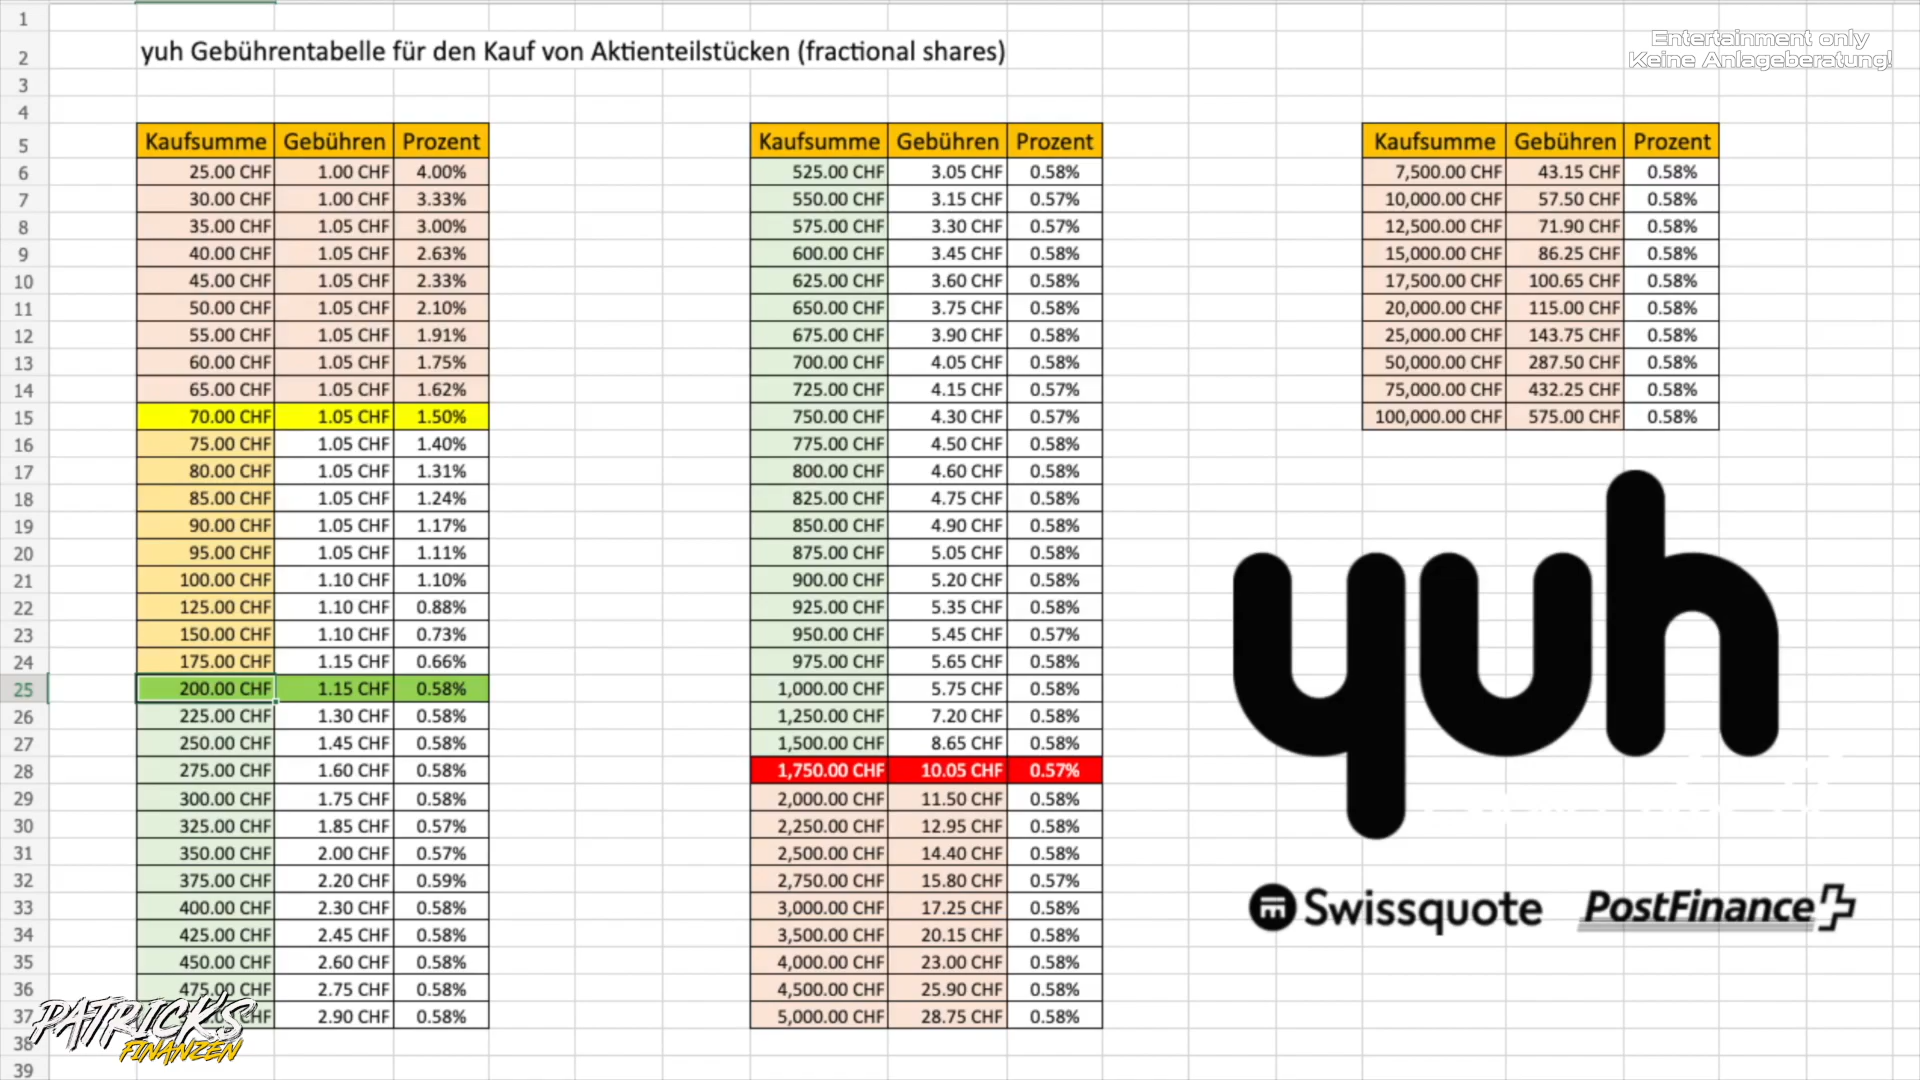 Entertainment only
Keine Anlageberatung!
1
2 yuh Gebührentabelle für den Kauf von Aktienteilstücken (fractional shares)
3
4
5 Kaufsumme Gebühren Prozent Kaufsumme Gebühren Prozent Kaufsumme Gebühren Prozent
6 25.00 CHF 1.00 CHF 4.00% 525.00 CHF 3.05 CHF 0.58% 7,500.00 CHF 43.15 CHF 0.58%
7 30.00 CHF 1.00 CHF 3.33% 550.00 CHF 3.15 CHF 0.57% 10,000.00 CHF 57.50 CHF 0.58%
8 35.00 CHF 1.05 CHF 3.00% 575.00 CHF 3.30 CHF 0.57% 12,500.00 CHF 71.90 CHF 0.58%
9 40.00 CHF 1.05 CHF 2.63% 600.00 CHF 3.45 CHF 0.58% 15,000.00 CHF 86.25 CHF 0.58%
10 45.00 CHF 1.05 CHF 2.33% 625.00 CHF 3.60 CHF 0.58% 17,500.00 CHF 100.65 CHF 0.58%
11 50.00 CHF 1.05 CHF 2.10% 650.00 CHF 3.75 CHF 0.58% 20,000.00 CHF 115.00 CHF 0.58%
12 55.00 CHF 1.05 CHF 1.91% 675.00 CHF 3.90 CHF 0.58% 25,000.00 CHF 143.75 CHF 0.58%
13 60.00 CHF 1.05 CHF 1.75% 700.00 CHF 4.05 CHF 0.58% 50,000.00 CHF 287.50 CHF 0.58%
14 65.00 CHF 1.05 CHF 1.62% 725.00 CHF 4.15 CHF 0.57% 75,000.00 CHF 432.25 CHF 0.58%
15 70.00 CHF 1.05 CHF 1.50% 750.00 CHF 4.30 CHF 0.57% 100,000.00 CHF 575.00 CHF 0.58%
16 75.00 CHF 1.05 CHF 1.40% 775.00 CHF 4.50 CHF 0.58%
17 80.00 CHF 1.05 CHF 1.31% 800.00 CHF 4.60 CHF 0.58%
18 85.00 CHF 1.05 CHF 1.24% 825.00 CHF 4.75 CHF 0.58%
19 90.00 CHF 1.05 CHF 1.17% 850.00 CHF 4.90 CHF 0.58%
20 95.00 CHF 1.05 CHF 1.11% 875.00 CHF 5.05 CHF 0.58%
21 100.00 CHF 1.10 CHF 1.10% 900.00 CHF 5.20 CHF 0.58%
22 125.00 CHF 1.10 CHF 0.88% 925.00 CHF 5.35 CHF 0.58%
23 150.00 CHF 1.10 CHF 0.73% 950.00 CHF 5.45 CHF 0.57%
24 175.00 CHF 1.15 CHF 0.66% 975.00 CHF 5.65 CHF 0.58%
25 200.00 CHF 1.15 CHF 0.58% 1,000.00 CHF 5.75 CHF 0.58%
26 225.00 CHF 1.30 CHF 0.58% 1,250.00 CHF 7.20 CHF 0.58%
27 250.00 CHF 1.45 CHF 0.58% 1,500.00 CHF 8.65 CHF 0.58%
28 275.00 CHF 1.60 CHF 0.58% 1,750.00 CHF 10.05 CHF 0.57%
29 300.00 CHF 1.75 CHF 0.58% 2,000.00 CHF 11.50 CHF 0.58%
30 325.00 CHF 1.85 CHF 0.57% 2,250.00 CHF 12.95 CHF 0.58%
31 350.00 CHF 2.00 CHF 0.57% 2,500.00 CHF 14.40 CHF 0.58%
32 375.00 CHF 2.20 CHF 0.59% 2,750.00 CHF 15.80 CHF 0.57%
33 400.00 CHF 2.30 CHF 0.58% 3,000.00 CHF 17.25 CHF 0.58%
34 425.00 CHF 2.45 CHF 0.58% 3,500.00 CHF 20.15 CHF 0.58%
35 450.00 CHF 2.60 CHF 0.58% 4,000.00 CHF 23.00 CHF 0.58%
36 475.00 CHF 2.75 CHF 0.58% 4,500.00 CHF 25.90 CHF 0.58%
37 CHF 2.90 CHF 0.58% 5,000.00 CHF 28.75 CHF 0.58%
38
39
yuh
Swissquote PostFinance
PATRICKS
FINANZEN